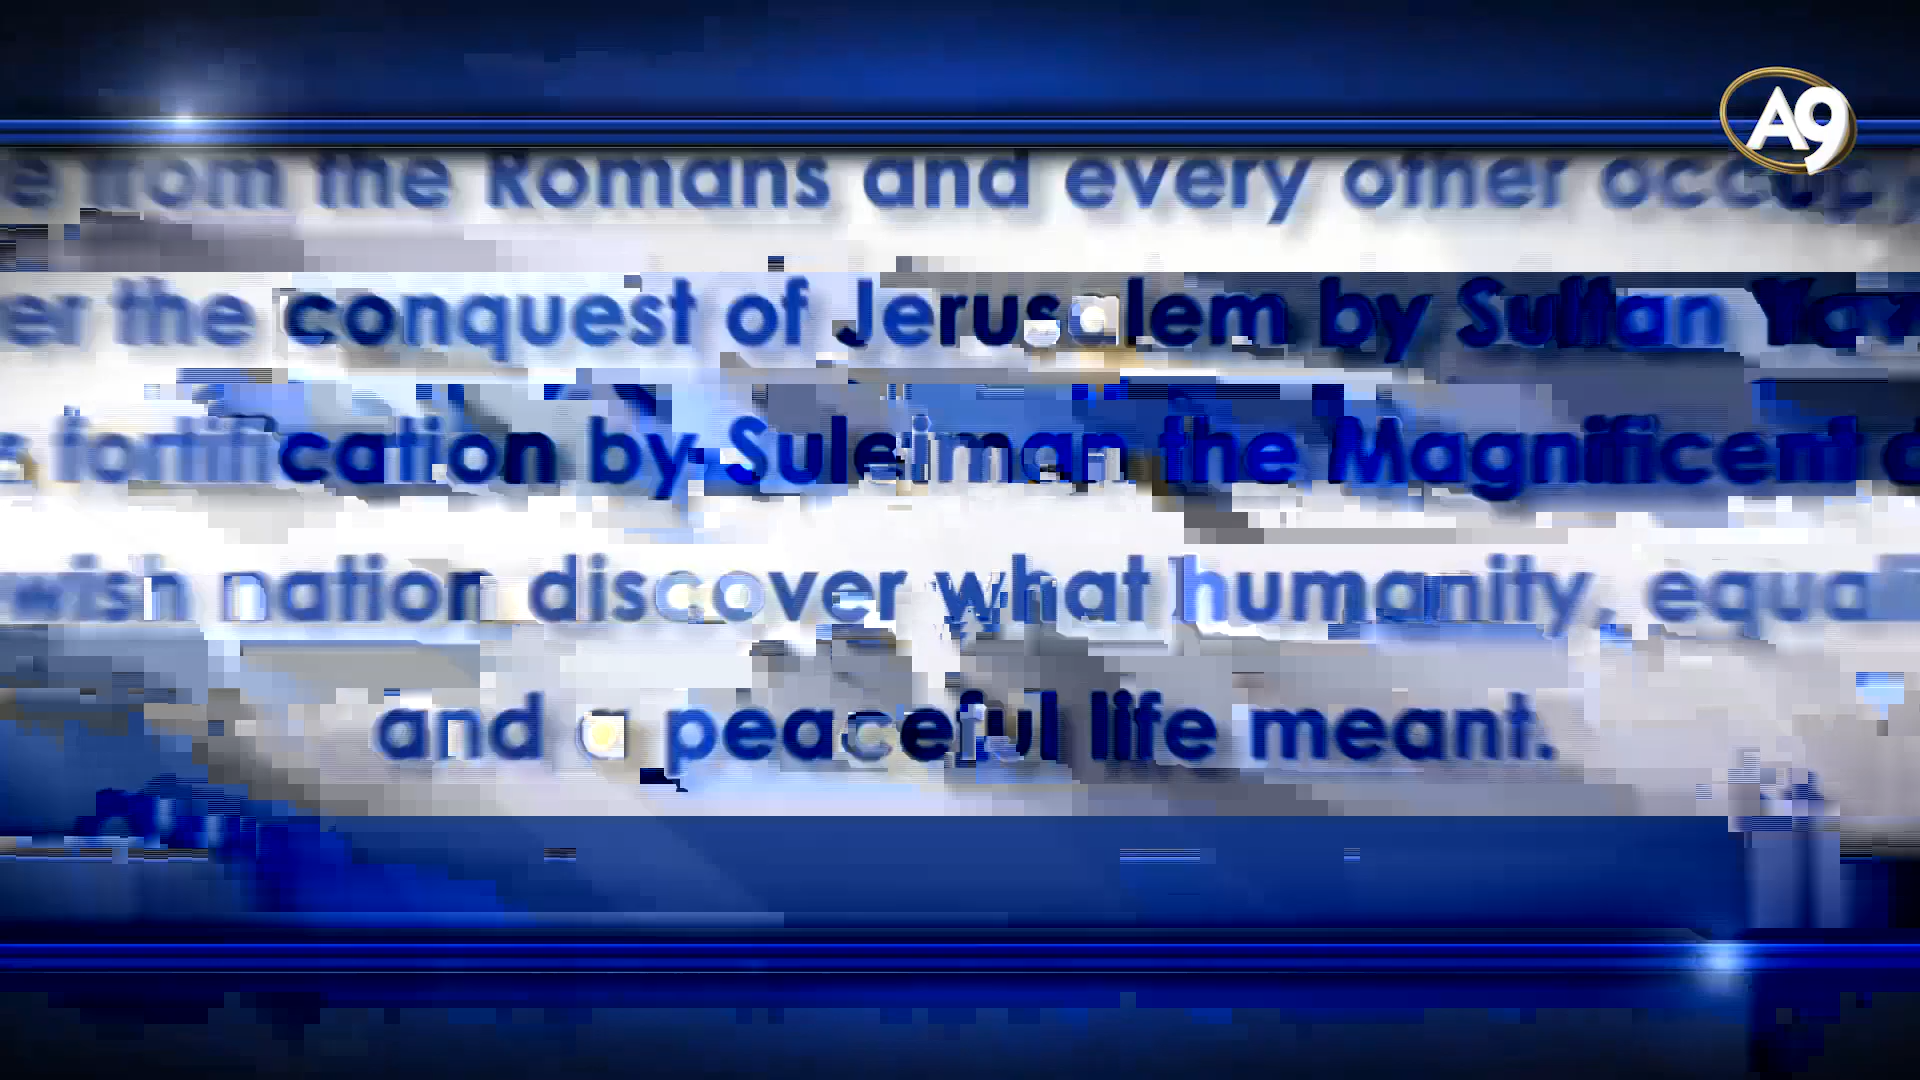 A9
from the Romans and every other
the conquest of Jerusalem by Sultan
fortification by Suleiman the Magnificent
nation discover what humanity,
and a peaceful life meant.